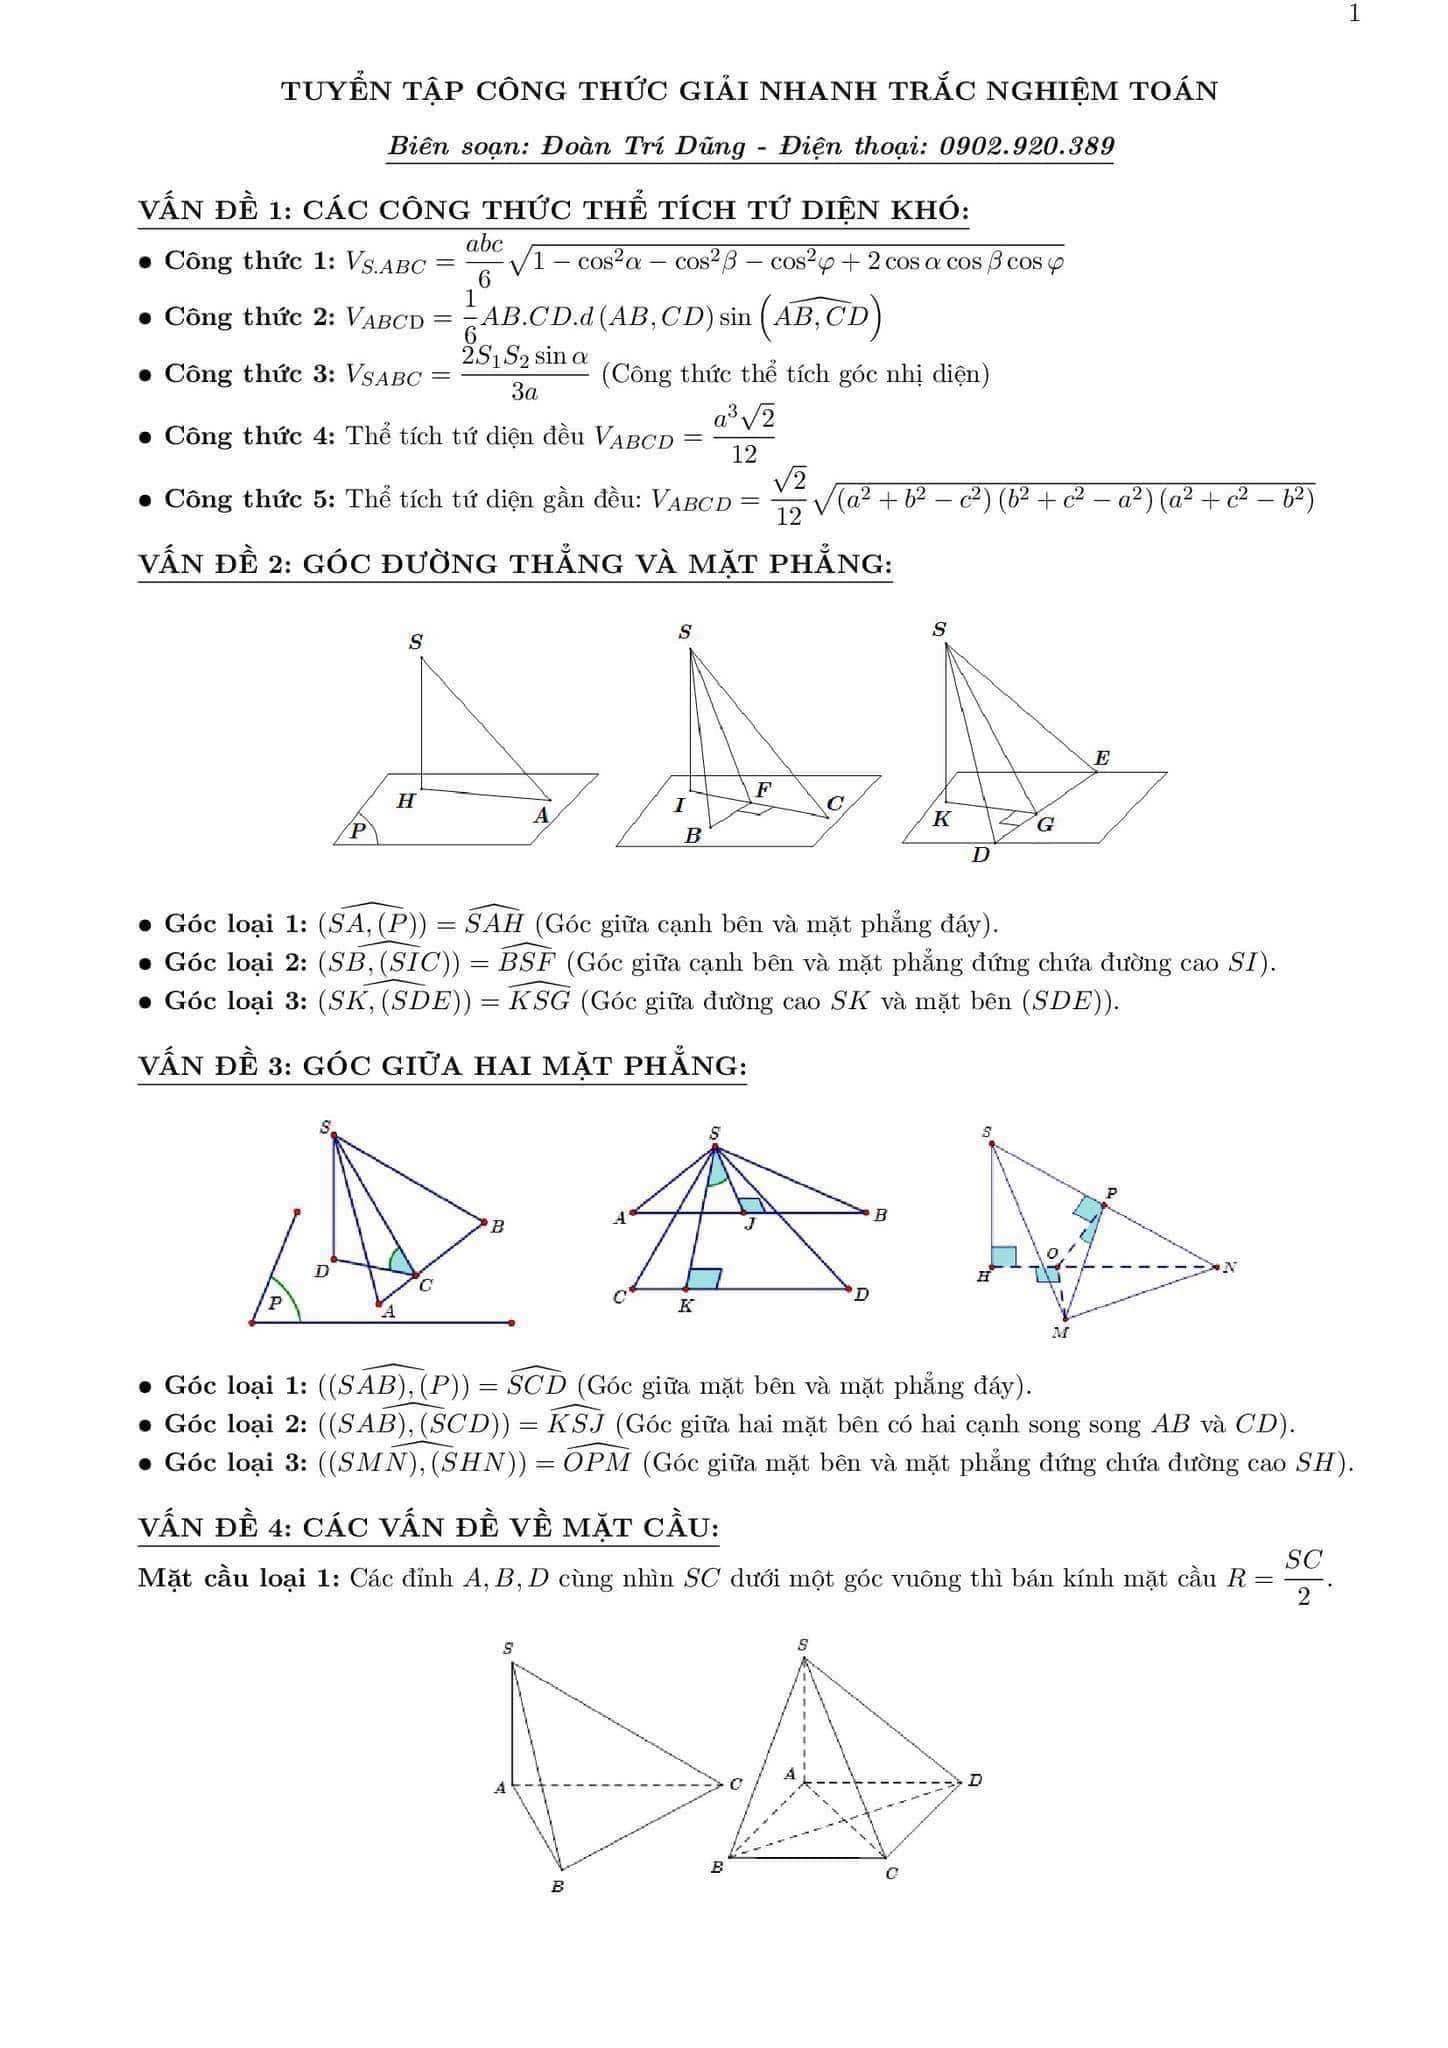 1
TUYỂN TẬP CÔNG THỨC GIẢI NHANH TRẮC NGHIỆM TOÁN
Biên soạn: Đoàn Trí Dũng - Điện thoại: 0902.920.389
VẤN ĐỀ 1: CÁC CÔNG THỨC THỂ TÍCH TỨ DIỆN KHÓ:
• Công thức 1: $V_{S.ABC} = \frac{abc}{6}\sqrt{1 - \cos^2\alpha - \cos^2\beta - \cos^2\varphi + 2\cos\alpha\cos\beta\cos\varphi}$
• Công thức 2: $V_{ABCD} = \frac{1}{6}AB.CD.d(AB, CD)\sin\left(\widehat{AB, CD}\right)$
• Công thức 3: $V_{SABC} = \frac{2S_1S_2\sin\alpha}{3a}$ (Công thức thể tích góc nhị diện)
• Công thức 4: Thể tích tứ diện đều $V_{ABCD} = \frac{a^3\sqrt{2}}{12}$
• Công thức 5: Thể tích tứ diện gần đều: $V_{ABCD} = \frac{\sqrt{2}}{12}\sqrt{(a^2 + b^2 - c^2)(b^2 + c^2 - a^2)(a^2 + c^2 - b^2)}$
VẤN ĐỀ 2: GÓC ĐƯỜNG THẲNG VÀ MẶT PHẲNG:
S H A P
S I F C B
S E K G D
• Góc loại 1: $(\widehat{SA, (P)}) = \widehat{SAH}$ (Góc giữa cạnh bên và mặt phẳng đáy).
• Góc loại 2: $(\widehat{SB, (SIC)}) = \widehat{BSF}$ (Góc giữa cạnh bên và mặt phẳng đứng chứa đường cao $SI$).
• Góc loại 3: $(\widehat{SK, (SDE)}) = \widehat{KSG}$ (Góc giữa đường cao $SK$ và mặt bên $(SDE)$).
VẤN ĐỀ 3: GÓC GIỮA HAI MẶT PHẲNG:
S B D C P A
S A J B C K D
S P O H N M
• Góc loại 1: $(\widehat{(SAB), (P)}) = \widehat{SCD}$ (Góc giữa mặt bên và mặt phẳng đáy).
• Góc loại 2: $(\widehat{(SAB), (SCD)}) = \widehat{KSJ}$ (Góc giữa hai mặt bên có hai cạnh song song $AB$ và $CD$).
• Góc loại 3: $(\widehat{(SMN), (SHN)}) = \widehat{OPM}$ (Góc giữa mặt bên và mặt phẳng đứng chứa đường cao $SH$).
VẤN ĐỀ 4: CÁC VẤN ĐỀ VỀ MẶT CẦU:
Mặt cầu loại 1: Các đỉnh $A, B, D$ cùng nhìn $SC$ dưới một góc vuông thì bán kính mặt cầu $R = \frac{SC}{2}$.
S A C B
S A D B C